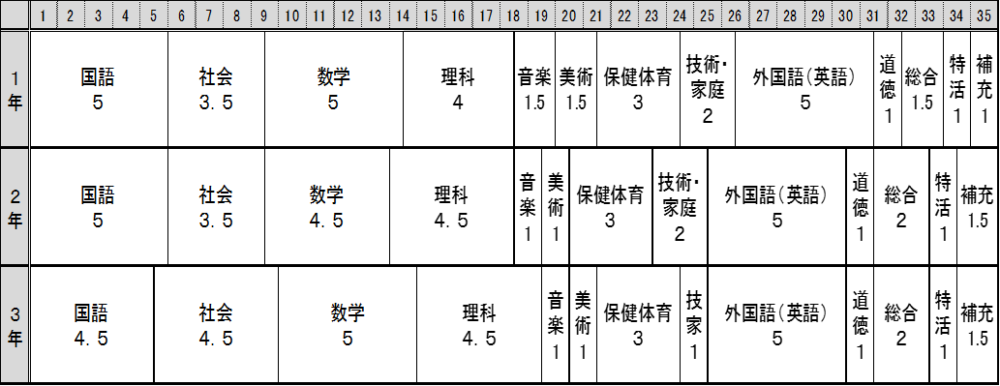 1 2 3 4 5 6 7 8 9 10 11 12 13 14 15 16 17 18 19 20 21 22 23 24 25 26 27 28 29 30 31 32 33 34 35
1年
国語
5
社会
3.5
数学
5
理科
4
音楽
1.5
美術
1.5
保健体育
3
技術・
家庭
2
外国語(英語)
5
道徳
1
総合
1.5
特活
1
補充
1
2年
国語
5
社会
3.5
数学
4.5
理科
4.5
音楽
1
美術
1
保健体育
3
技術・
家庭
2
外国語(英語)
5
道徳
1
総合
2
特活
1
補充
1.5
3年
国語
4.5
社会
4.5
数学
5
理科
4.5
音楽
1
美術
1
保健体育
3
技家
1
外国語(英語)
5
道徳
1
総合
2
特活
1
補充
1.5